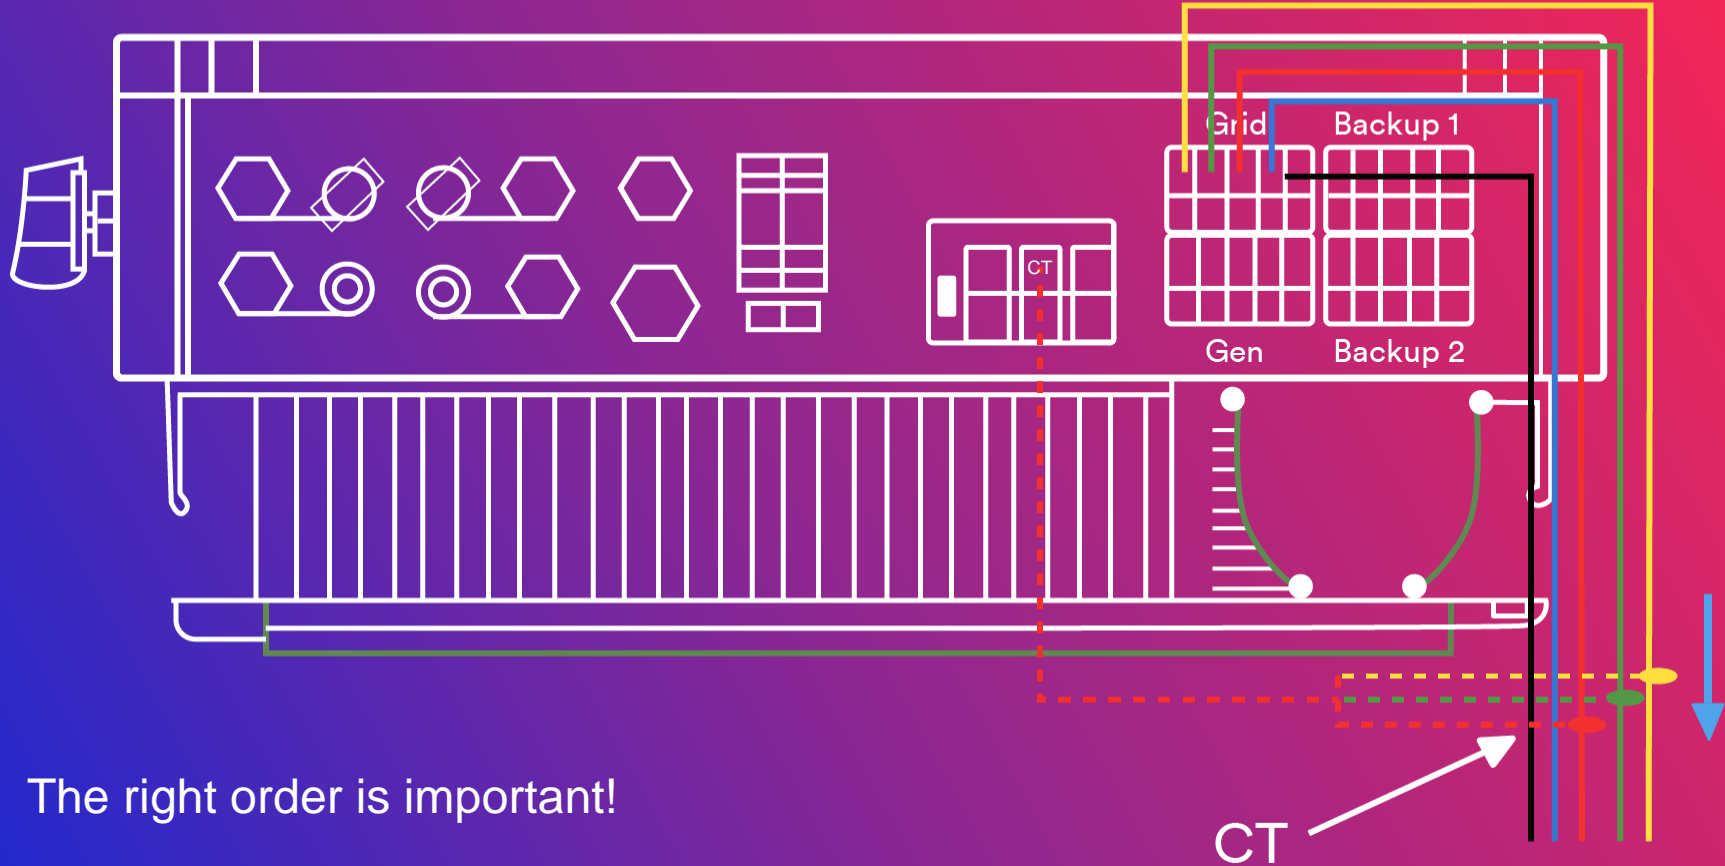 Grid
Backup 1
CT
Gen
Backup 2
The right order is important!
CT